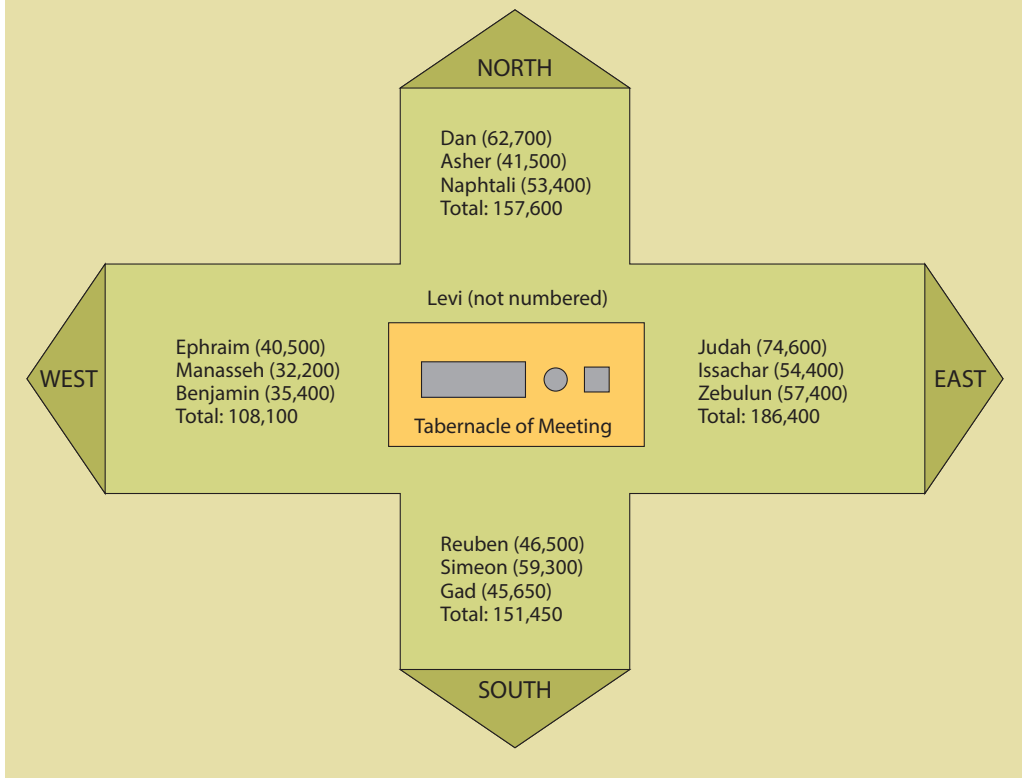 NORTH
Dan (62,700)
Asher (41,500)
Naphtali (53,400)
Total: 157,600
Levi (not numbered)
WEST
Ephraim (40,500)
Manasseh (32,200)
Benjamin (35,400)
Total: 108,100
Tabernacle of Meeting
Judah (74,600)
Issachar (54,400)
Zebulun (57,400)
Total: 186,400
EAST
Reuben (46,500)
Simeon (59,300)
Gad (45,650)
Total: 151,450
SOUTH